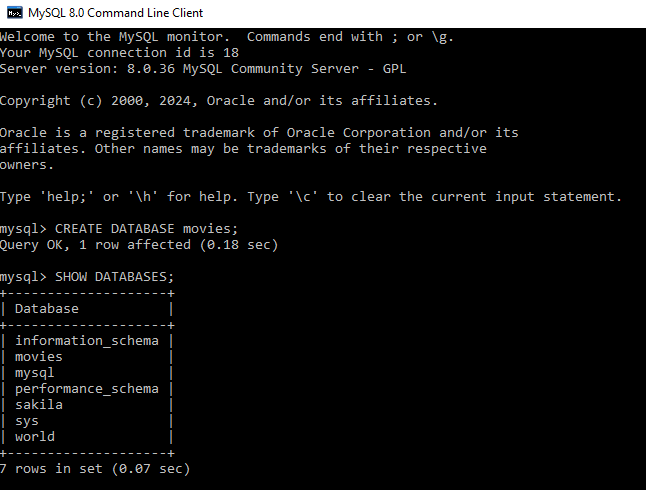 MySQL 8.0 Command Line Client
Welcome to the MySQL monitor.  Commands end with ; or \g.
Your MySQL connection id is 18
Server version: 8.0.36 MySQL Community Server - GPL
Copyright (c) 2000, 2024, Oracle and/or its affiliates.
Oracle is a registered trademark of Oracle Corporation and/or its
affiliates. Other names may be trademarks of their respective
owners.
Type 'help;' or '\h' for help. Type '\c' to clear the current input statement.
mysql> CREATE DATABASE movies;
Query OK, 1 row affected (0.18 sec)
mysql> SHOW DATABASES;
+--------------------+
| Database           |
+--------------------+
| information_schema |
| movies             |
| mysql              |
| performance_schema |
| sakila             |
| sys                |
| world              |
+--------------------+
7 rows in set (0.07 sec)